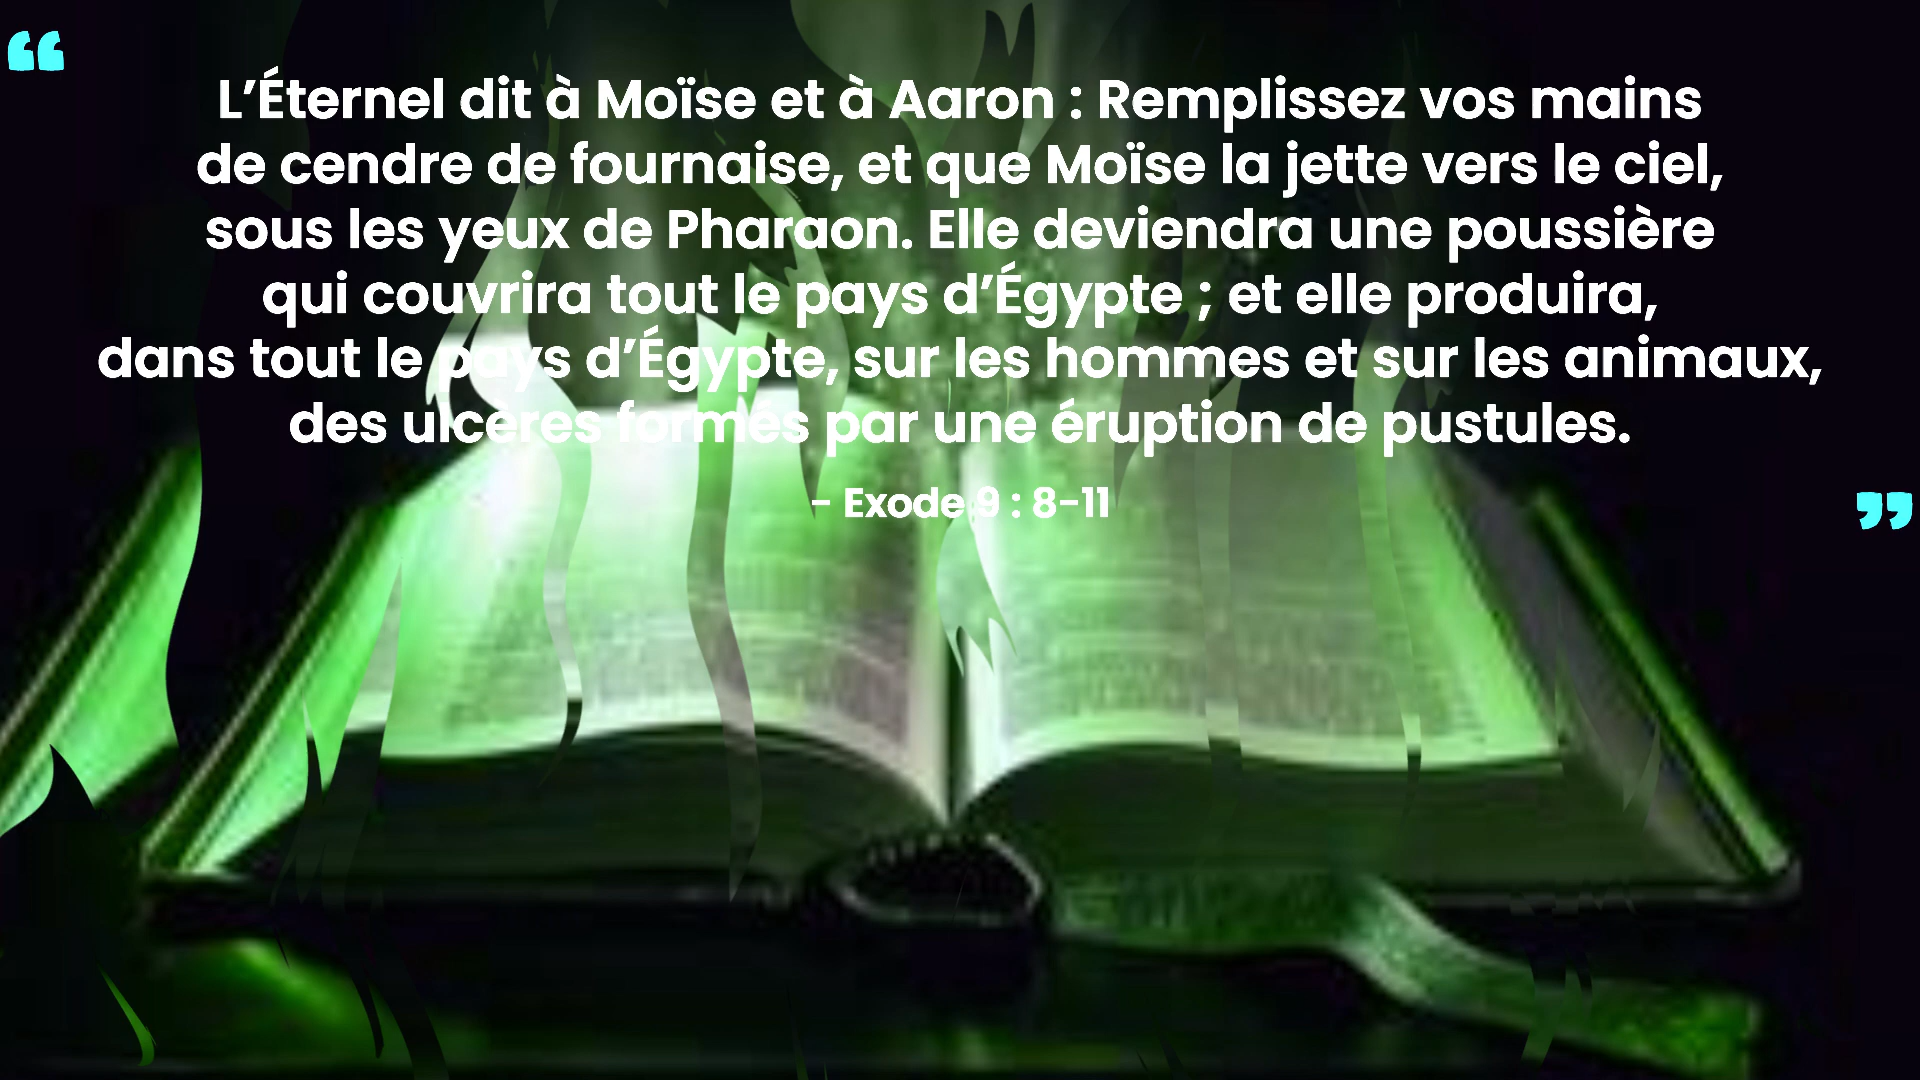 “
L’Éternel dit à Moïse et à Aaron : Remplissez vos mains
de cendre de fournaise, et que Moïse la jette vers le ciel,
sous les yeux de Pharaon. Elle deviendra une poussière
qui couvrira tout le pays d’Égypte ; et elle produira,
dans tout le pays d’Égypte, sur les hommes et sur les animaux,
des ulcères formés par une éruption de pustules.
- Exode 9 : 8-11
”